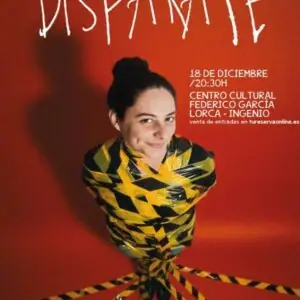 DISPARATE
18 DE DICIEMBRE
/20:30H
CENTRO CULTURAL
FEDERICO GARCÍA
LORCA - INGENIO
venta de entradas en tureservaonline.es